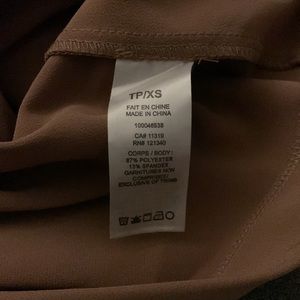 TP/XS
FAIT EN CHINE
MADE IN CHINA
100046538
CA# 11319
RN# 121340
CORPS / BODY:
87% POLYESTER
13% SPANDEX
GARNITURES NON
COMPRISES
EXCLUSIVE OF TRIMS